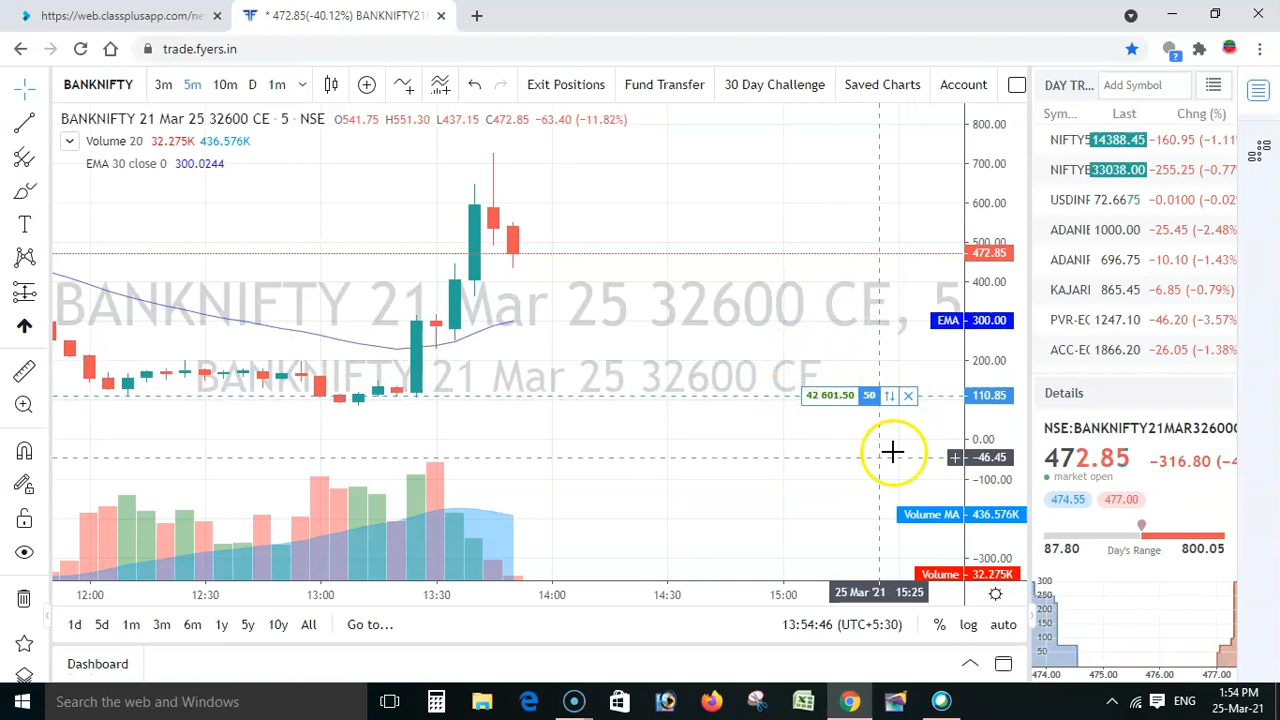 https://web.classplusapp.com/ne
* 472.85(-40.12%) BANKNIFTY21
trade.fyers.in
BANKNIFTY 3m 5m 10m D 1m Exit Positions Fund Transfer 30 Day Challenge Saved Charts Account
DAY TR... Add Symbol
Sym... Last Chng (%)
BANKNIFTY 21 Mar 25 32600 CE · 5 · NSE O541.75 H551.30 L437.15 C472.85 −63.40 (−11.82%)
Volume 20 32.275K 436.576K
EMA 30 close 0 300.0244
BANKNIFTY 21 Mar 25 32600 CE, 5
BANKNIFTY 21 Mar 25 32600 CE
42 601.50 50
800.00
700.00
600.00
500.00
472.85
400.00
EMA 300.00
200.00
110.85
0.00
−46.45
−100.00
Volume MA 436.576K
−300.00
Volume 32.275K
12:00 12:30 13:00 13:30 14:00 14:30 15:00 25 Mar '21 15:25
1d 5d 1m 3m 6m 1y 5y 10y All Go to... 13:54:46 (UTC+5:30) % log auto
Dashboard
NIFTY5 14388.45 −160.95 (−1.11
NIFTYB 33038.00 −255.25 (−0.77
USDINR 72.6675 −0.0100 (−0.02
ADANIE 1000.00 −25.45 (−2.48%
ADANIF 696.75 −10.10 (−1.43%
KAJARI 865.45 −6.85 (−0.79%)
PVR-EQ 1247.10 −46.20 (−3.57%
ACC-EQ 1866.20 −26.05 (−1.38%
Details
NSE:BANKNIFTY21MAR32600C
472.85 −316.80 (−4
market open
474.55 477.00
87.80 Day's Range 800.05
300
250
200
150
100
50
474.00 475.00 476.00 477.00
Search the web and Windows
ENG
1:54 PM
25-Mar-21